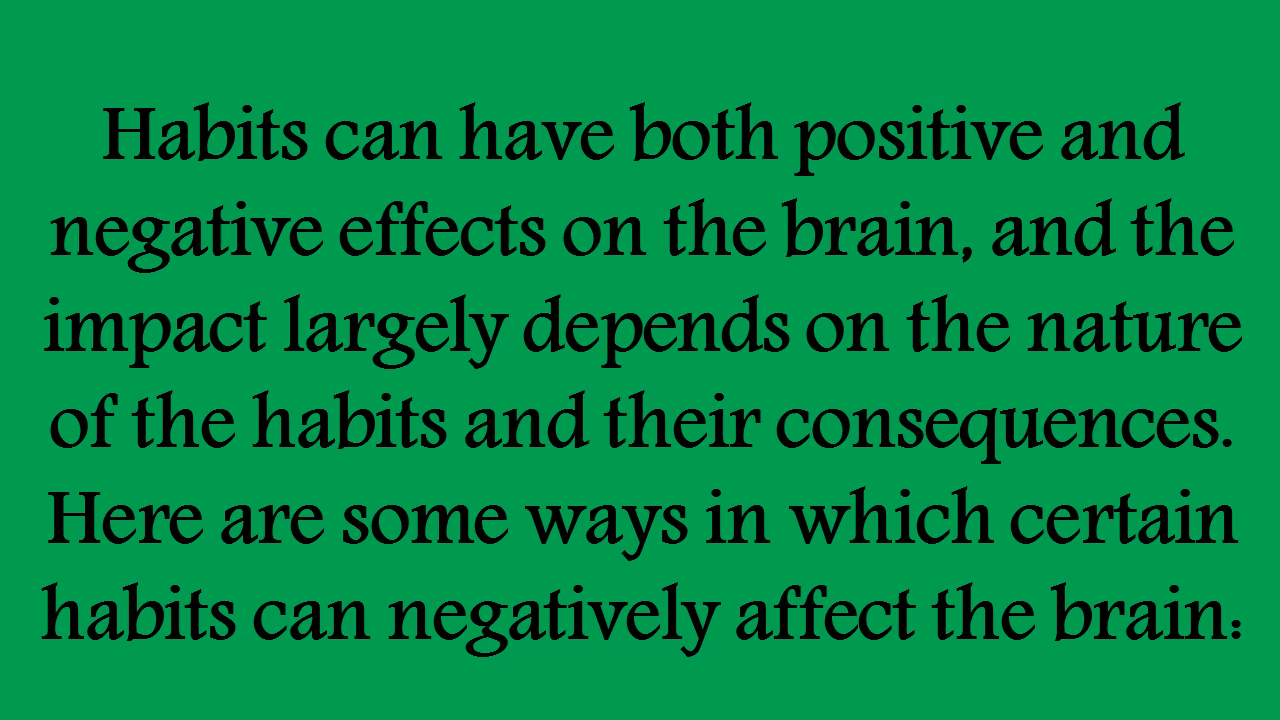 Habits can have both positive and
negative effects on the brain, and the
impact largely depends on the nature
of the habits and their consequences.
Here are some ways in which certain
habits can negatively affect the brain: